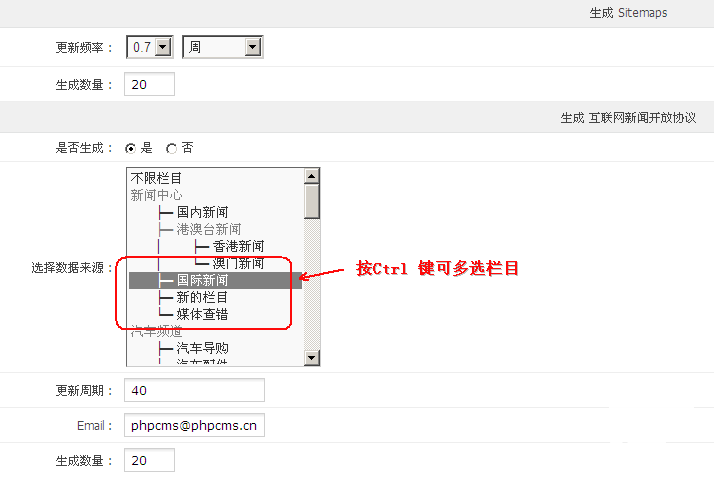 生成 Sitemaps
更新频率： 0.7 周
生成数量： 20
生成 互联网新闻开放协议
是否生成： 是 否
不限栏目
新闻中心
├─ 国内新闻
├─ 港澳台新闻
│ ├─ 香港新闻
│ └─ 澳门新闻
选择数据来源： 按Ctrl 键可多选栏目
├─ 国际新闻
├─ 新的栏目
└─ 媒体查错
汽车频道
├─ 汽车导购
├─ 汽车配件
更新周期： 40
Email： phpcms@phpcms.cn
生成数量： 20